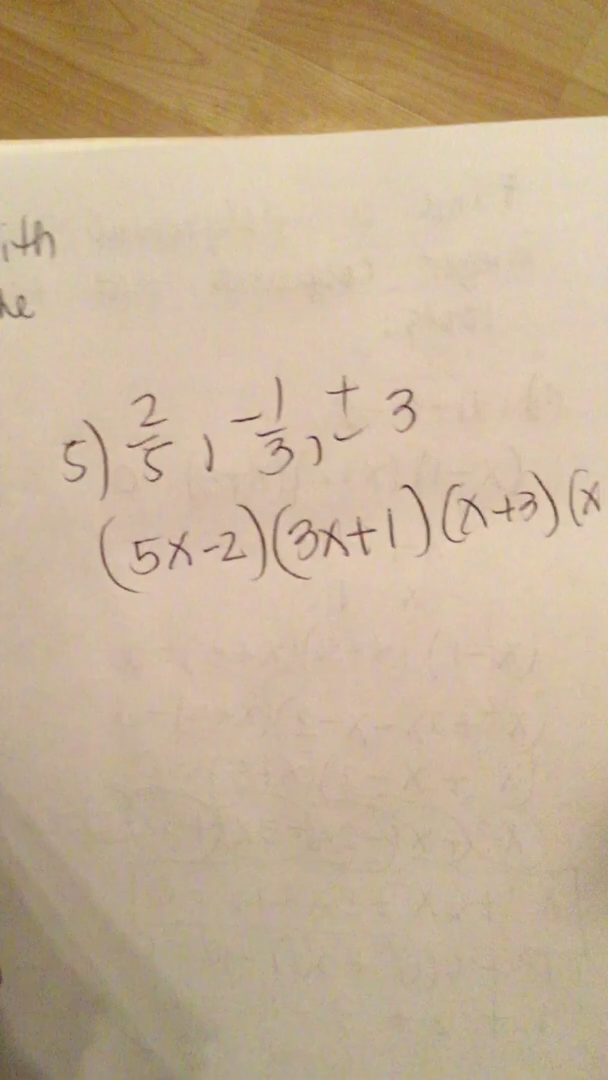 ith
he
5) 2/5, -1/3, ± 3
(5x-2)(3x+1)(x+3)(x